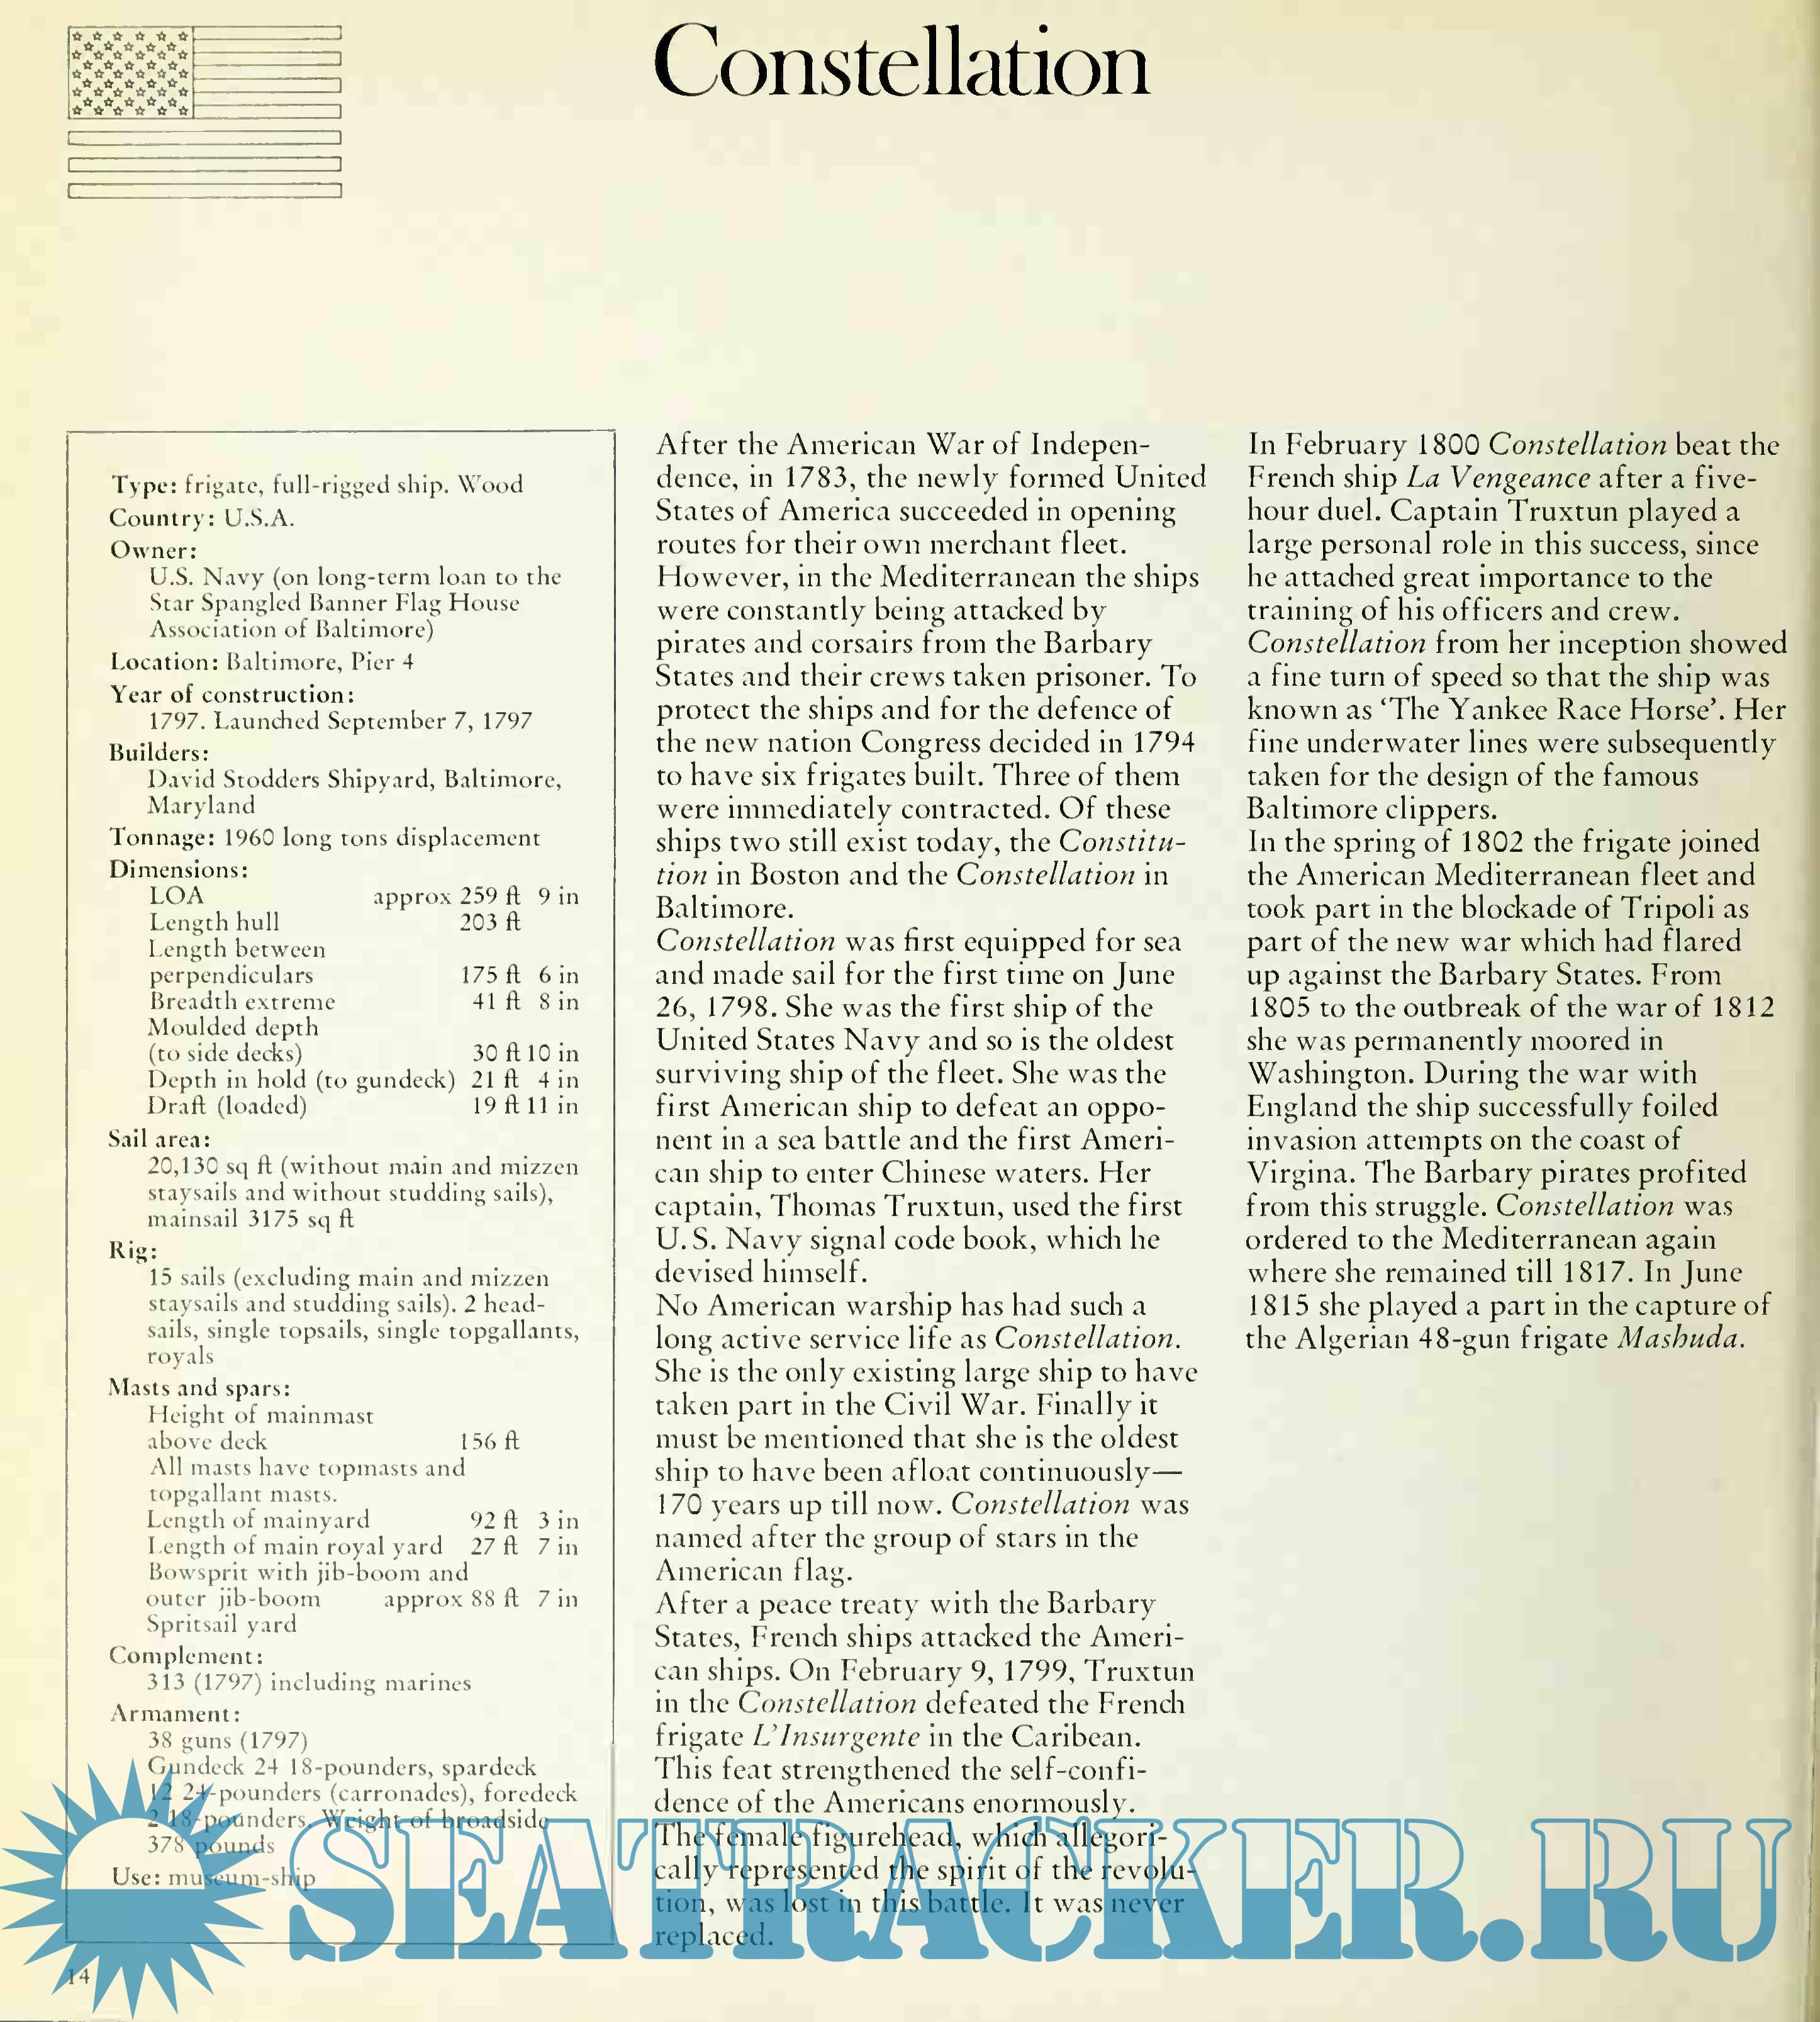 Constellation
Type: frigate, full-rigged ship. Wood
Country: U.S.A.
Owner:
U.S. Navy (on long-term loan to the
Star Spangled Banner Flag House
Association of Baltimore)
Location: Baltimore, Pier 4
Year of construction:
1797. Launched September 7, 1797
Builders:
David Stodders Shipyard, Baltimore,
Maryland
Tonnage: 1960 long tons displacement
Dimensions:
LOA approx 259 ft 9 in
Length hull 203 ft
Length between
perpendiculars 175 ft 6 in
Breadth extreme 41 ft 8 in
Moulded depth
(to side decks) 30 ft 10 in
Depth in hold (to gundeck) 21 ft 4 in
Draft (loaded) 19 ft 11 in
Sail area:
20,130 sq ft (without main and mizzen
staysails and without studding sails),
mainsail 3175 sq ft
Rig:
15 sails (excluding main and mizzen
staysails and studding sails). 2 head-
sails, single topsails, single topgallants,
royals
Masts and spars:
Height of mainmast
above deck 156 ft
All masts have topmasts and
topgallant masts.
Length of mainyard 92 ft 3 in
Length of main royal yard 27 ft 7 in
Bowsprit with jib-boom and
outer jib-boom approx 88 ft 7 in
Spritsail yard
Complement:
313 (1797) including marines
Armament:
38 guns (1797)
Gundeck 24 18-pounders, spardeck
12 24-pounders (carronades), foredeck
2 18-pounders. Weight of broadside
378 pounds
Use: museum-ship
After the American War of Indepen-
dence, in 1783, the newly formed United
States of America succeeded in opening
routes for their own merchant fleet.
However, in the Mediterranean the ships
were constantly being attacked by
pirates and corsairs from the Barbary
States and their crews taken prisoner. To
protect the ships and for the defence of
the new nation Congress decided in 1794
to have six frigates built. Three of them
were immediately contracted. Of these
ships two still exist today, the Constitu-
tion in Boston and the Constellation in
Baltimore.
Constellation was first equipped for sea
and made sail for the first time on June
26, 1798. She was the first ship of the
United States Navy and so is the oldest
surviving ship of the fleet. She was the
first American ship to defeat an oppo-
nent in a sea battle and the first Ameri-
can ship to enter Chinese waters. Her
captain, Thomas Truxtun, used the first
U.S. Navy signal code book, which he
devised himself.
No American warship has had such a
long active service life as Constellation.
She is the only existing large ship to have
taken part in the Civil War. Finally it
must be mentioned that she is the oldest
ship to have been afloat continuously—
170 years up till now. Constellation was
named after the group of stars in the
American flag.
After a peace treaty with the Barbary
States, French ships attacked the Ameri-
can ships. On February 9, 1799, Truxtun
in the Constellation defeated the French
frigate L'Insurgente in the Caribean.
This feat strengthened the self-confi-
dence of the Americans enormously.
The female figurehead, which allegori-
cally represented the spirit of the revolu-
tion, was lost in this battle. It was never
replaced.
In February 1800 Constellation beat the
French ship La Vengeance after a five-
hour duel. Captain Truxtun played a
large personal role in this success, since
he attached great importance to the
training of his officers and crew.
Constellation from her inception showed
a fine turn of speed so that the ship was
known as ‘The Yankee Race Horse’. Her
fine underwater lines were subsequently
taken for the design of the famous
Baltimore clippers.
In the spring of 1802 the frigate joined
the American Mediterranean fleet and
took part in the blockade of Tripoli as
part of the new war which had flared
up against the Barbary States. From
1805 to the outbreak of the war of 1812
she was permanently moored in
Washington. During the war with
England the ship successfully foiled
invasion attempts on the coast of
Virgina. The Barbary pirates profited
from this struggle. Constellation was
ordered to the Mediterranean again
where she remained till 1817. In June
1815 she played a part in the capture of
the Algerian 48-gun frigate Mashuda.
14
SEATRACKER.RU